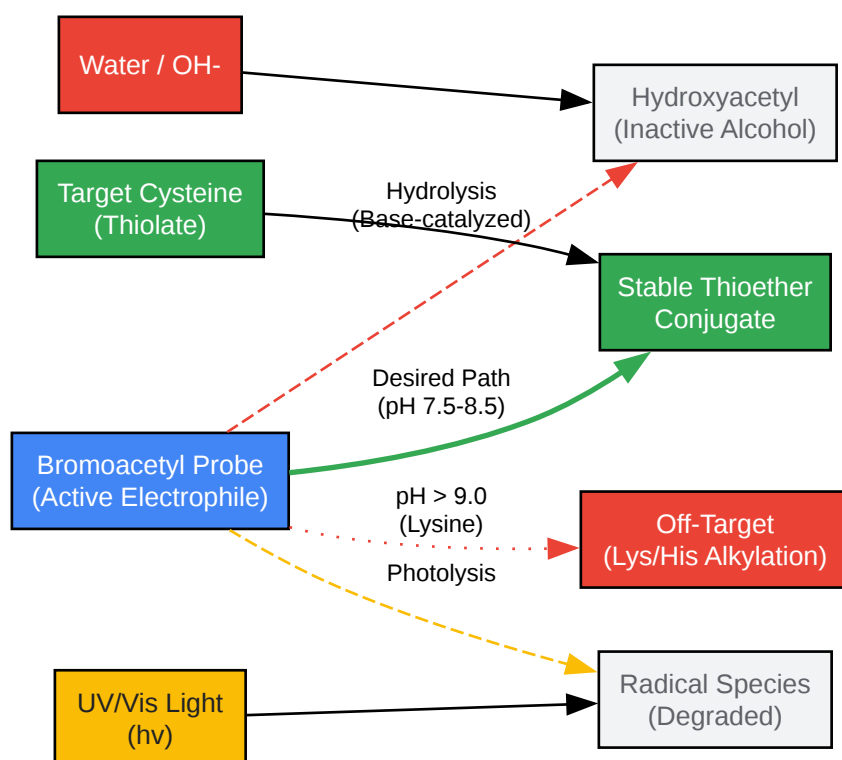 Water / OH-
Hydroxyacetyl
(Inactive Alcohol)
Target Cysteine
(Thiolate)
Hydrolysis
(Base-catalyzed)
Stable Thioether
Conjugate
Desired Path
(pH 7.5-8.5)
Bromoacetyl Probe
(Active Electrophile)
pH > 9.0
(Lysine)
Off-Target
(Lys/His Alkylation)
Photolysis
UV/Vis Light
(hv)
Radical Species
(Degraded)